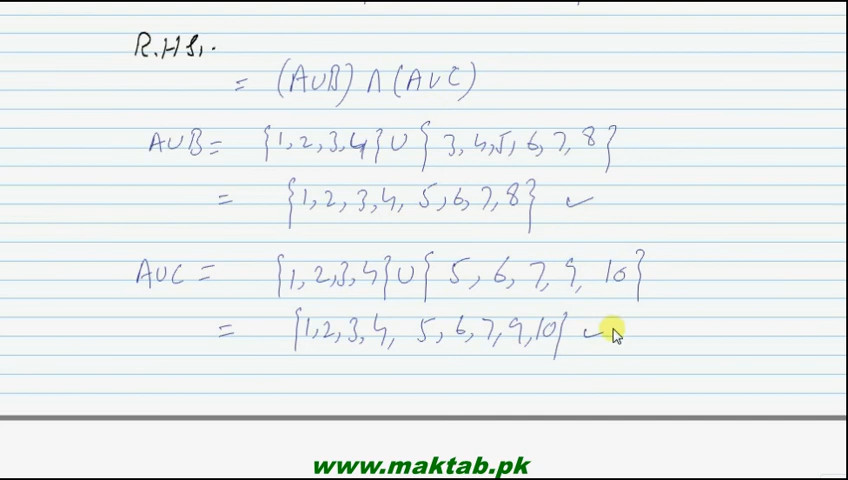 R.H.S.
= (A∪B) ∩ (A∪C)
A∪B = {1,2,3,4} ∪ {3,4,5,6,7,8}
= {1,2,3,4,5,6,7,8} ✓
A∪C = {1,2,3,4} ∪ {5,6,7,9,10}
= {1,2,3,4,5,6,7,9,10} ✓
www.maktab.pk